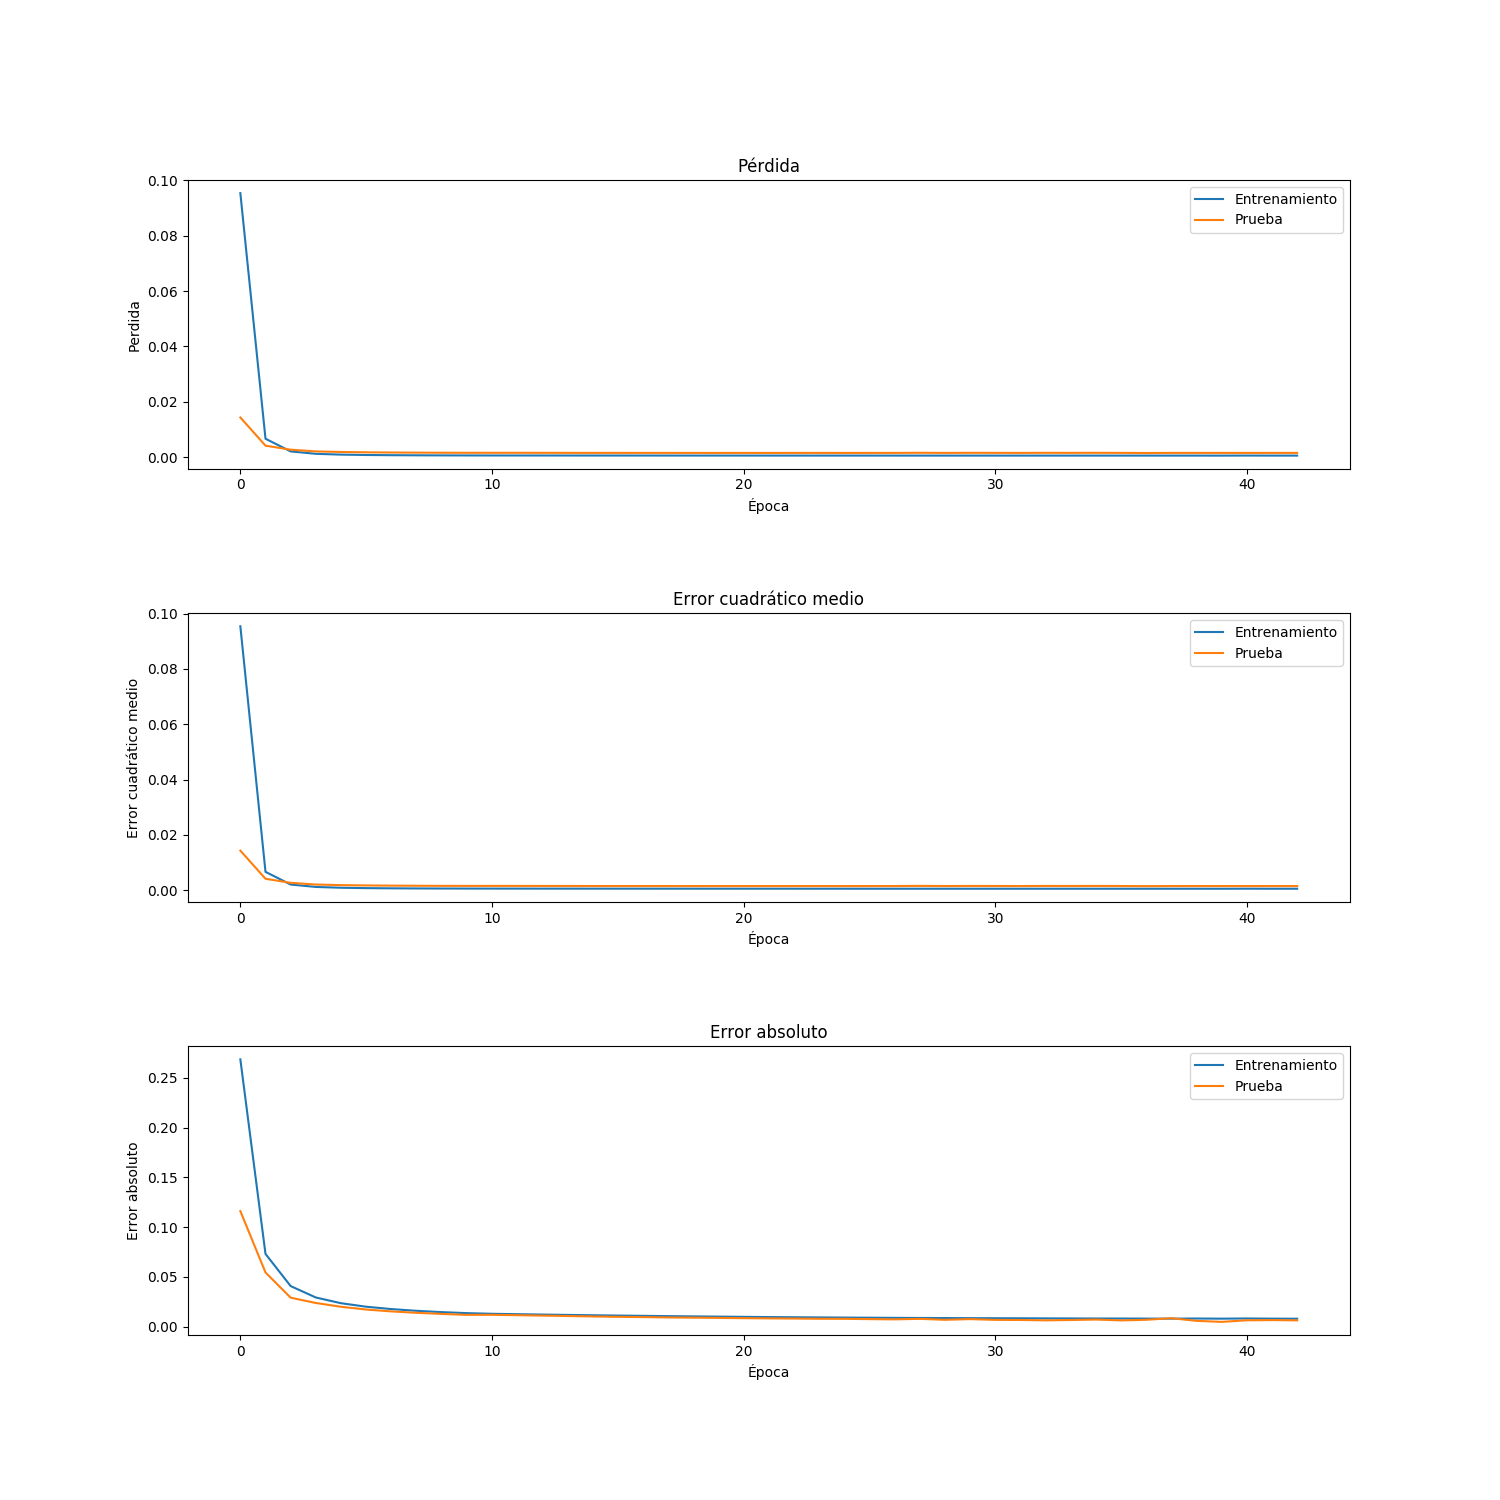 Pérdida
0.10
0.08
0.06
0.04
0.02
0.00
Perdida
Entrenamiento
Prueba
0 10 20 30 40
Época
Error cuadrático medio
0.10
0.08
0.06
0.04
0.02
0.00
Error cuadrático medio
Entrenamiento
Prueba
0 10 20 30 40
Época
Error absoluto
0.25
0.20
0.15
0.10
0.05
0.00
Error absoluto
Entrenamiento
Prueba
0 10 20 30 40
Época